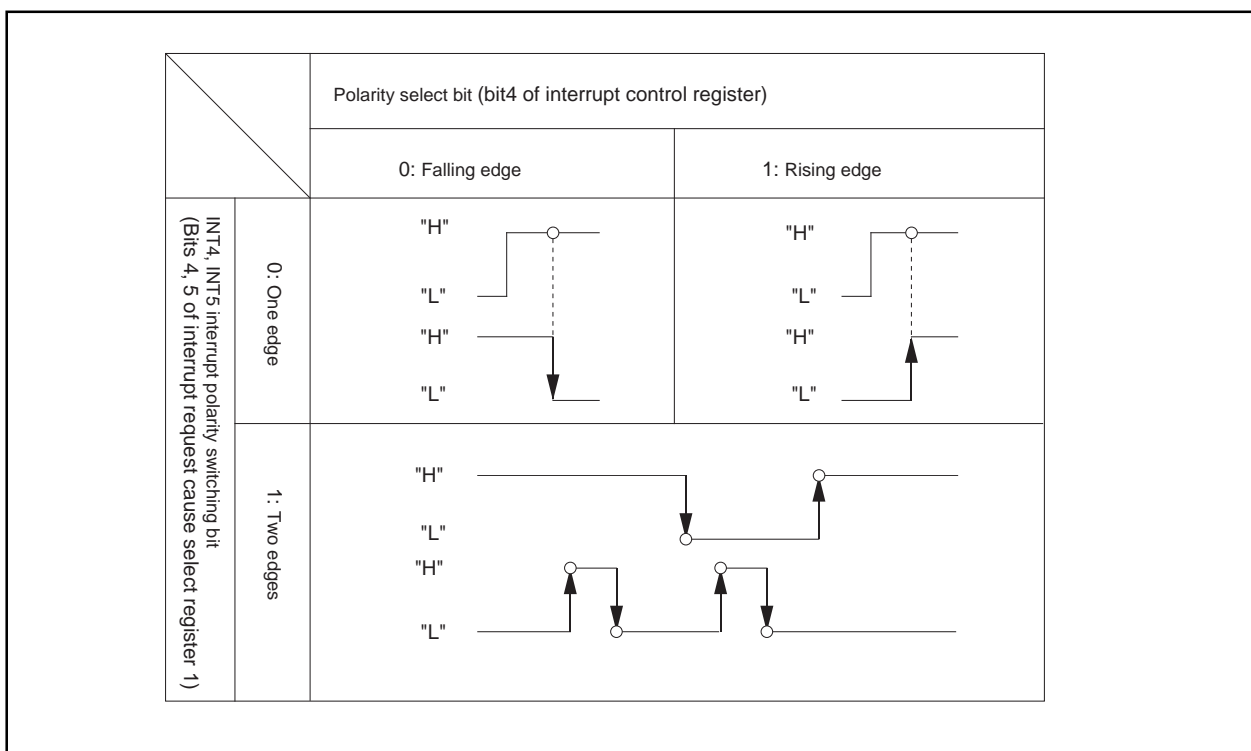 Polarity select bit (bit4 of interrupt control register)
0: Falling edge
1: Rising edge
INT4, INT5 interrupt polarity switching bit
(Bits 4, 5 of interrupt request cause select register 1)
0: One edge
"H"
"L"
"H"
"L"
"H"
"L"
"H"
"L"
1: Two edges
"H"
"L"
"H"
"L"